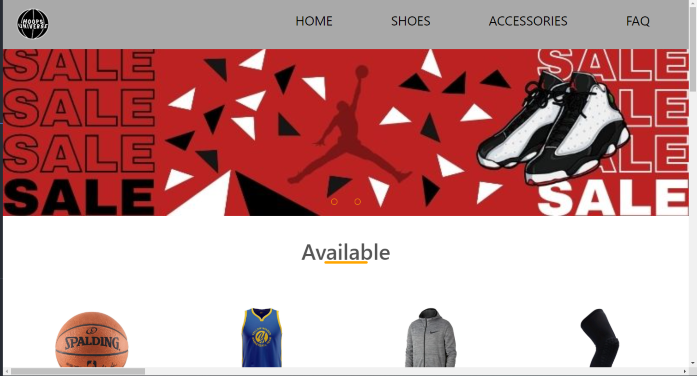 HOOPS
UNIVERSE
HOME SHOES ACCESSORIES FAQ
SALE SALE
SALE SALE
SALE SALE
SALE SALE
Available
SPALDING